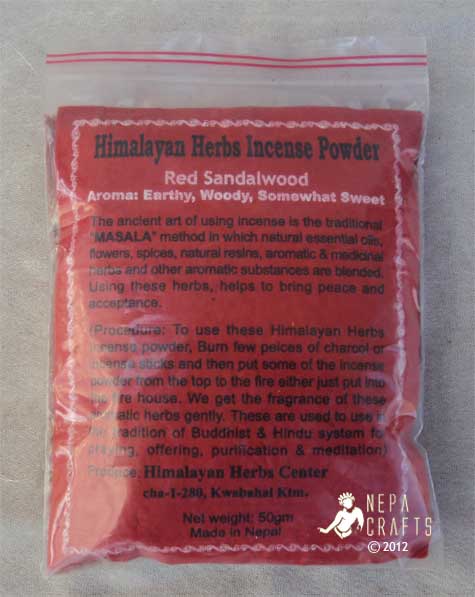 Himalayan Herbs Incense Powder
Red Sandalwood
Aroma: Earthy, Woody, Somewhat Sweet
The ancient art of using incense is the traditional
"MASALA" method in which natural essential oils,
flowers, spices, natural resins, aromatic & medicinal
herbs and other aromatic substances are blended.
Using these herbs, helps to bring peace and
acceptance.
(Procedure: To use these Himalayan Herbs
incense powder, Burn few peices of charcol or
incense sticks and then put some of the incense
powder from the top to the fire either just put into
the fire house. We get the fragrance of these
aromatic herbs gently. These are used to use in
the tradition of Buddhist & Hindu system for
praying, offering, purification & meditation)
Produce: Himalayan Herbs Center
cha-1-280, Kwabahal Ktm.
Net weight: 50gm
Made in Nepal
NEPA
CRAFTS
© 2012